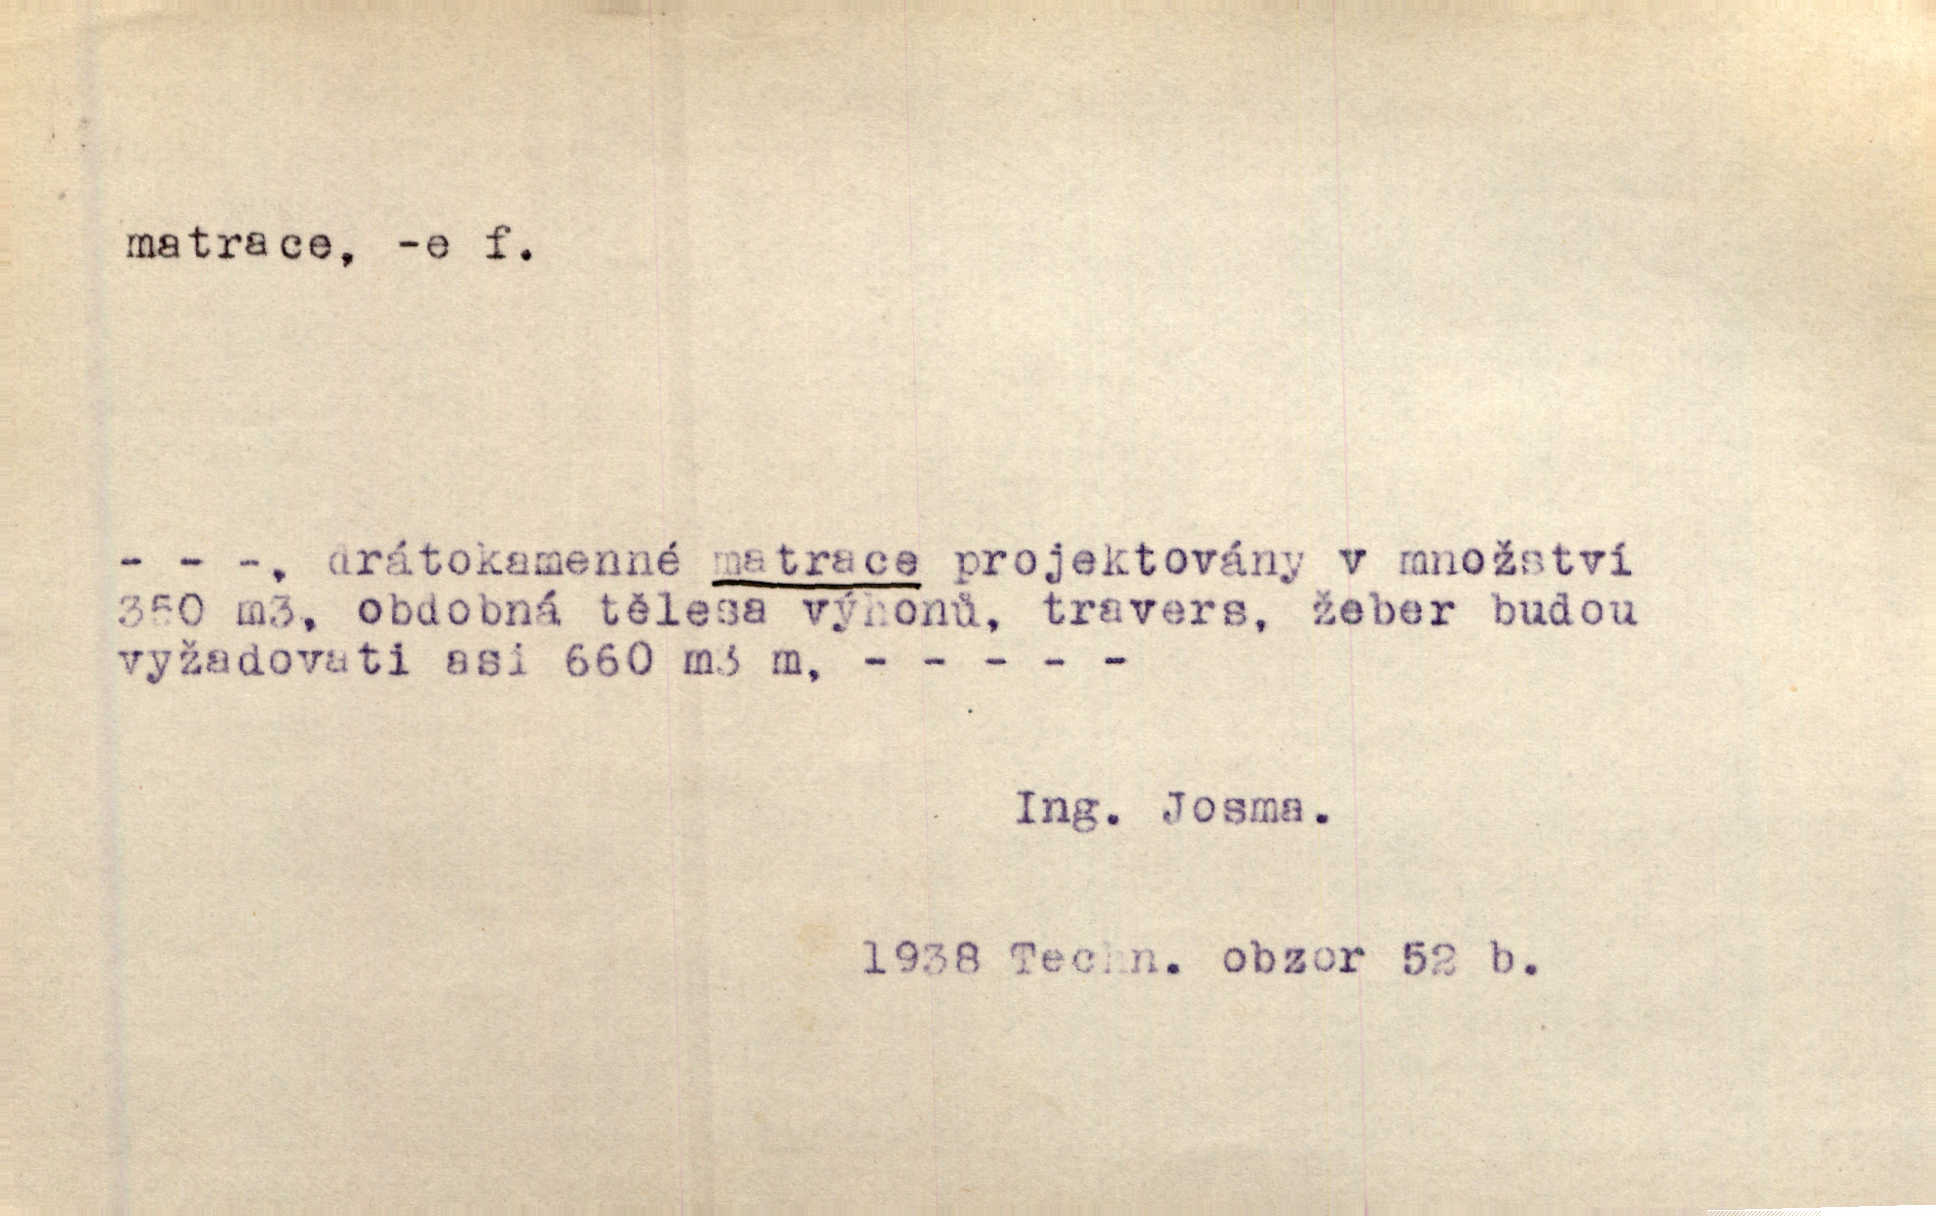 matrace, -e f.
- - -, drátokamenné matrace projektovány v množství
350 m3, obdobná tělesa výhonů, travers, žeber budou
vyžadovati asi 660 m3 m, - - - - -
Ing. Josma.
1938 Techn. obzor 52 b.